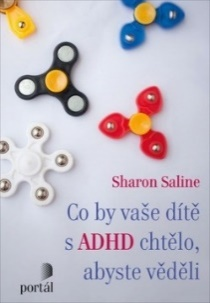 Sharon Saline
Co by vaše dítě
s ADHD chtělo,
abyste věděli
portál